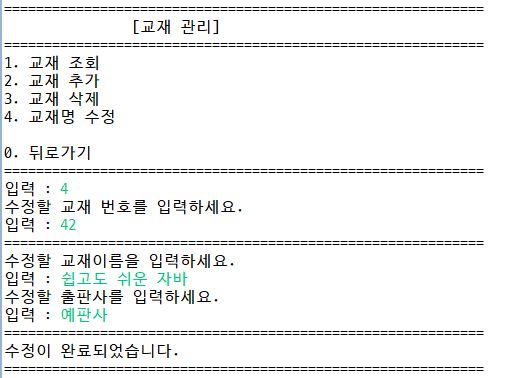 ============================================================
[교재 관리]
============================================================
1. 교재 조회
2. 교재 추가
3. 교재 삭제
4. 교재명 수정
0. 뒤로가기
============================================================
입력 : 4
수정할 교재 번호를 입력하세요.
입력 : 42
============================================================
수정할 교재이름을 입력하세요.
입력 : 쉽고도 쉬운 자바
수정할 출판사를 입력하세요.
입력 : 예판사
============================================================
수정이 완료되었습니다.
============================================================